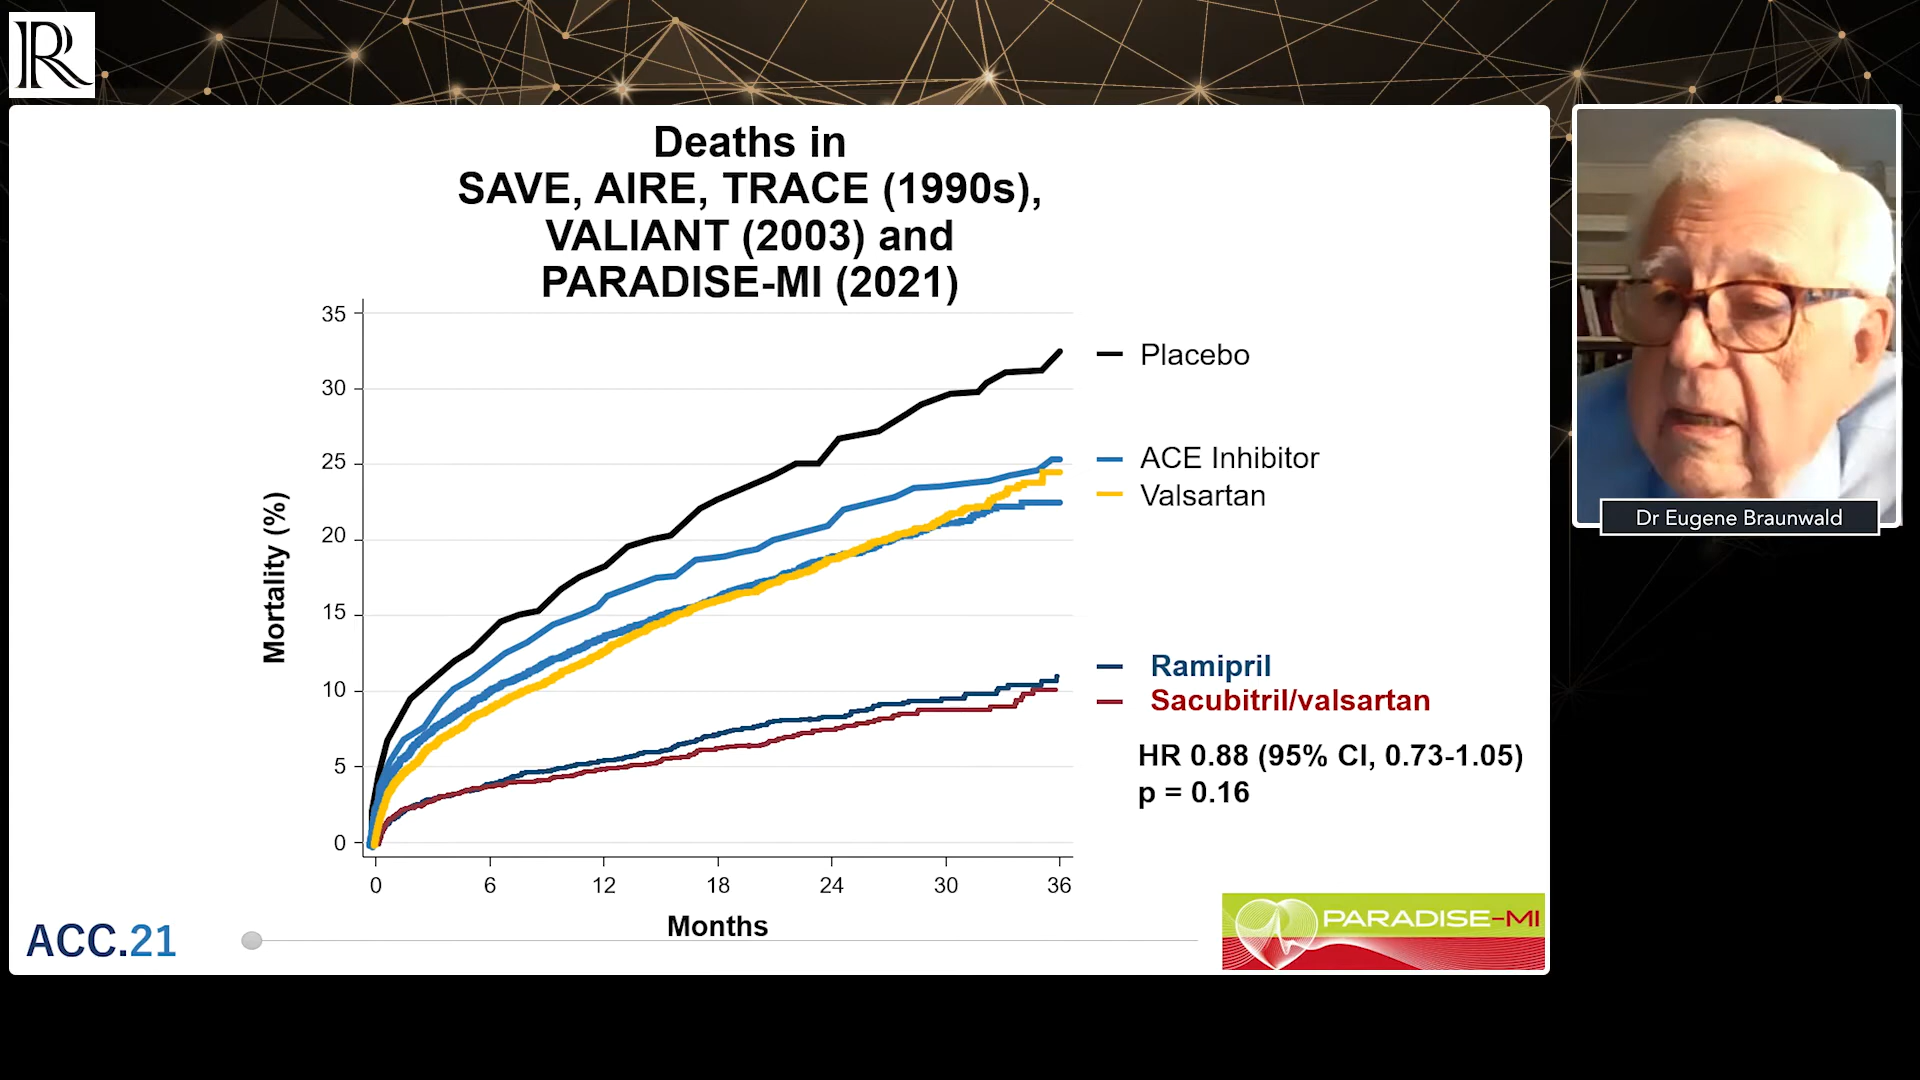 R
Deaths in
SAVE, AIRE, TRACE (1990s),
VALIANT (2003) and
PARADISE-MI (2021)
Mortality (%)
35
30
25
20
15
10
5
0
0 6 12 18 24 30 36
Months
Placebo
ACE Inhibitor
Valsartan
Ramipril
Sacubitril/valsartan
HR 0.88 (95% CI, 0.73-1.05)
p = 0.16
ACC.21
PARADISE-MI
Dr Eugene Braunwald